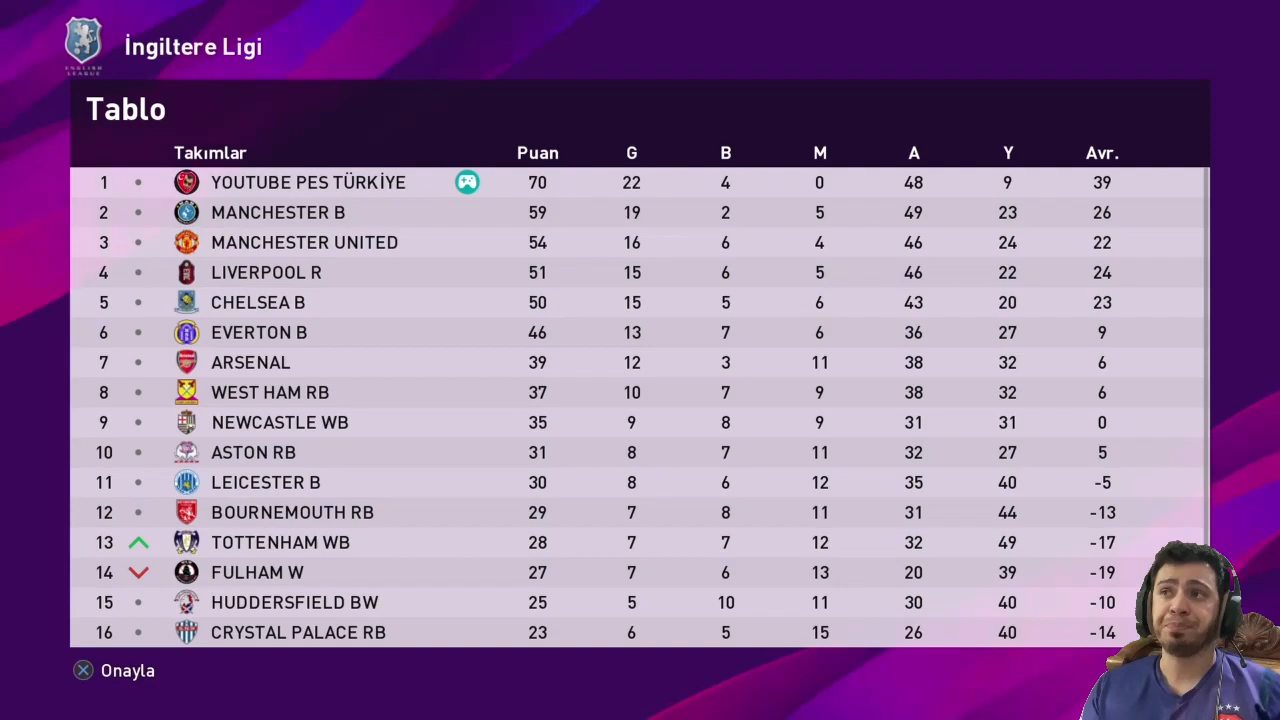 İngiltere Ligi
ENGLISH
LEAGUE
Tablo
Takımlar Puan G B M A Y Avr.
1 YOUTUBE PES TÜRKİYE 70 22 4 0 48 9 39
2 MANCHESTER B 59 19 2 5 49 23 26
3 MANCHESTER UNITED 54 16 6 4 46 24 22
4 LIVERPOOL R 51 15 6 5 46 22 24
5 CHELSEA B 50 15 5 6 43 20 23
6 EVERTON B 46 13 7 6 36 27 9
7 ARSENAL 39 12 3 11 38 32 6
8 WEST HAM RB 37 10 7 9 38 32 6
9 NEWCASTLE WB 35 9 8 9 31 31 0
10 ASTON RB 31 8 7 11 32 27 5
11 LEICESTER B 30 8 6 12 35 40 -5
12 BOURNEMOUTH RB 29 7 8 11 31 44 -13
13 TOTTENHAM WB 28 7 7 12 32 49 -17
14 FULHAM W 27 7 6 13 20 39 -19
15 HUDDERSFIELD BW 25 5 10 11 30 40 -10
16 CRYSTAL PALACE RB 23 6 5 15 26 40 -14
Onayla